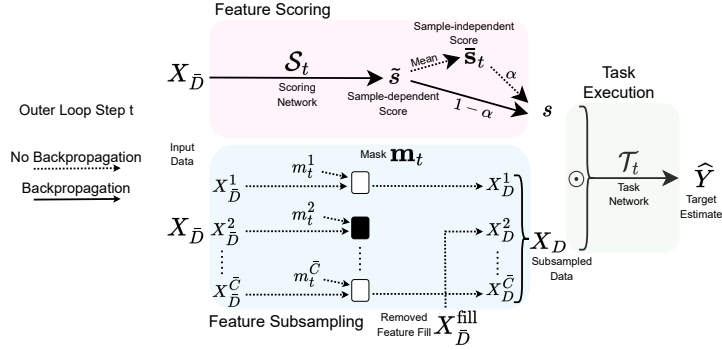 Feature Scoring
Sample-independent
Score
Mean
$\bar{\mathbf{s}}_t$
$\alpha$
$X_{\bar{D}}$
$\mathcal{S}_t$
Scoring
Network
$\tilde{s}$
Sample-dependent
Score
$1-\alpha$
$s$
Task
Execution
Outer Loop Step t
No Backpropagation
Backpropagation
Input
Data
Mask $\mathbf{m}_t$
$X_{\bar{D}}^1$
$m_t^1$
$X_D^1$
$X_{\bar{D}}$
$X_{\bar{D}}^2$
$m_t^2$
$X_D^2$
$X_{\bar{D}}^{\bar{C}}$
$m_t^{\bar{C}}$
$X_D^{\bar{C}}$
$X_D$
Subsampled
Data
$\odot$
$\mathcal{T}_t$
Task
Network
$\widehat{Y}$
Target
Estimate
Feature Subsampling
Removed
Feature Fill
$X_{\bar{D}}^{\text{fill}}$